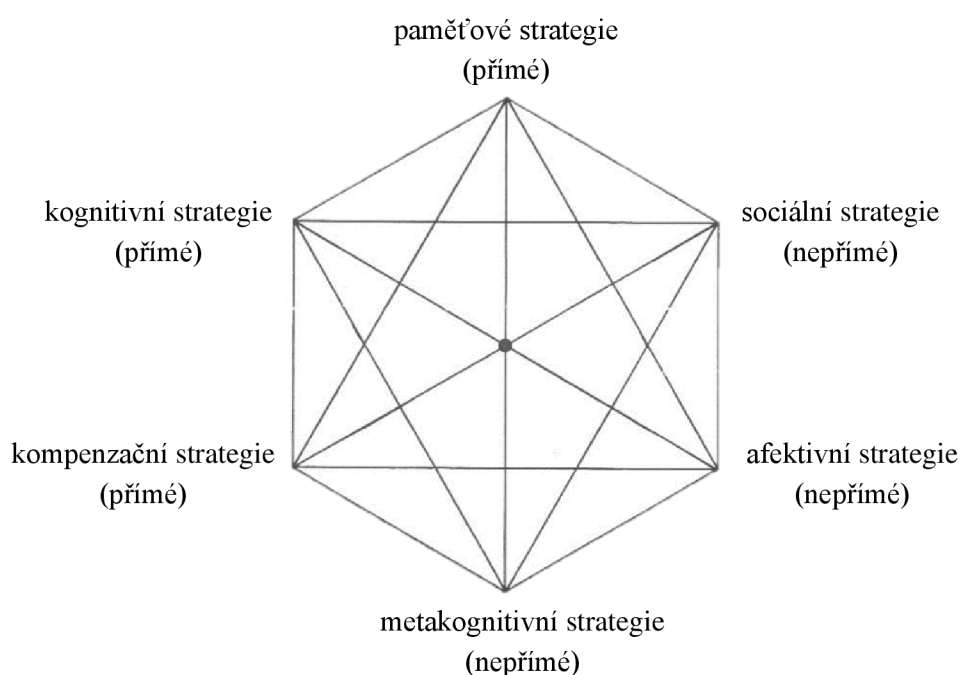 paměťové strategie
(přímé)
kognitivní strategie
(přímé)
sociální strategie
(nepřímé)
kompenzační strategie
(přímé)
afektivní strategie
(nepřímé)
metakognitivní strategie
(nepřímé)